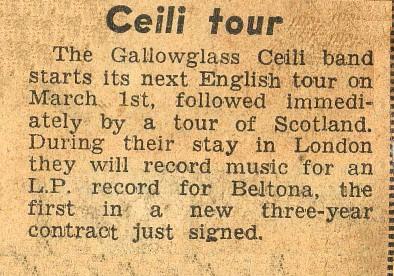 Ceili tour
The Gallowglass Ceili band
starts its next English tour on
March 1st, followed immedi-
ately by a tour of Scotland.
During their stay in London
they will record music for an
L.P. record for Beltona, the
first in a new three-year
contract just signed.